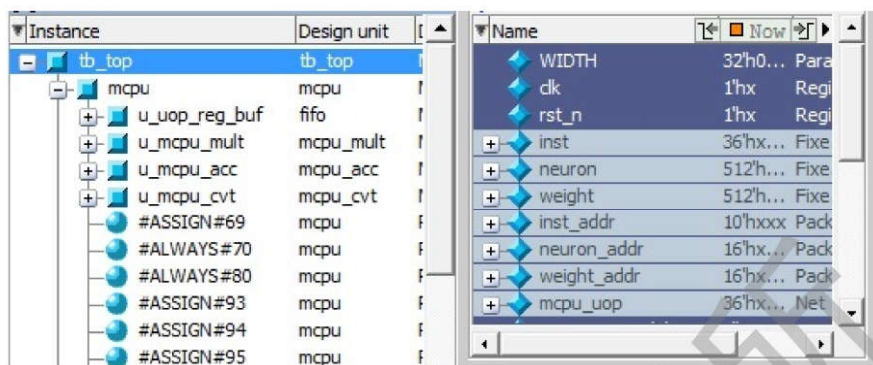 Instance Design unit
tb_top tb_top
mcpu mcpu
u_uop_reg_buf fifo
u_mcpu_mult mcpu_mult
u_mcpu_acc mcpu_acc
u_mcpu_cvt mcpu_cvt
#ASSIGN#69 mcpu
#ALWAYS#70 mcpu
#ALWAYS#80 mcpu
#ASSIGN#93 mcpu
#ASSIGN#94 mcpu
#ASSIGN#95 mcpu
Name Now
WIDTH 32'h0... Para
clk 1'hx Regi
rst_n 1'hx Regi
inst 36'hx... Fixe
neuron 512'h... Fixe
weight 512'h... Fixe
inst_addr 10'hxxx Pack
neuron_addr 16'hx... Pack
weight_addr 16'hx... Pack
mcpu_uop 36'hx... Net